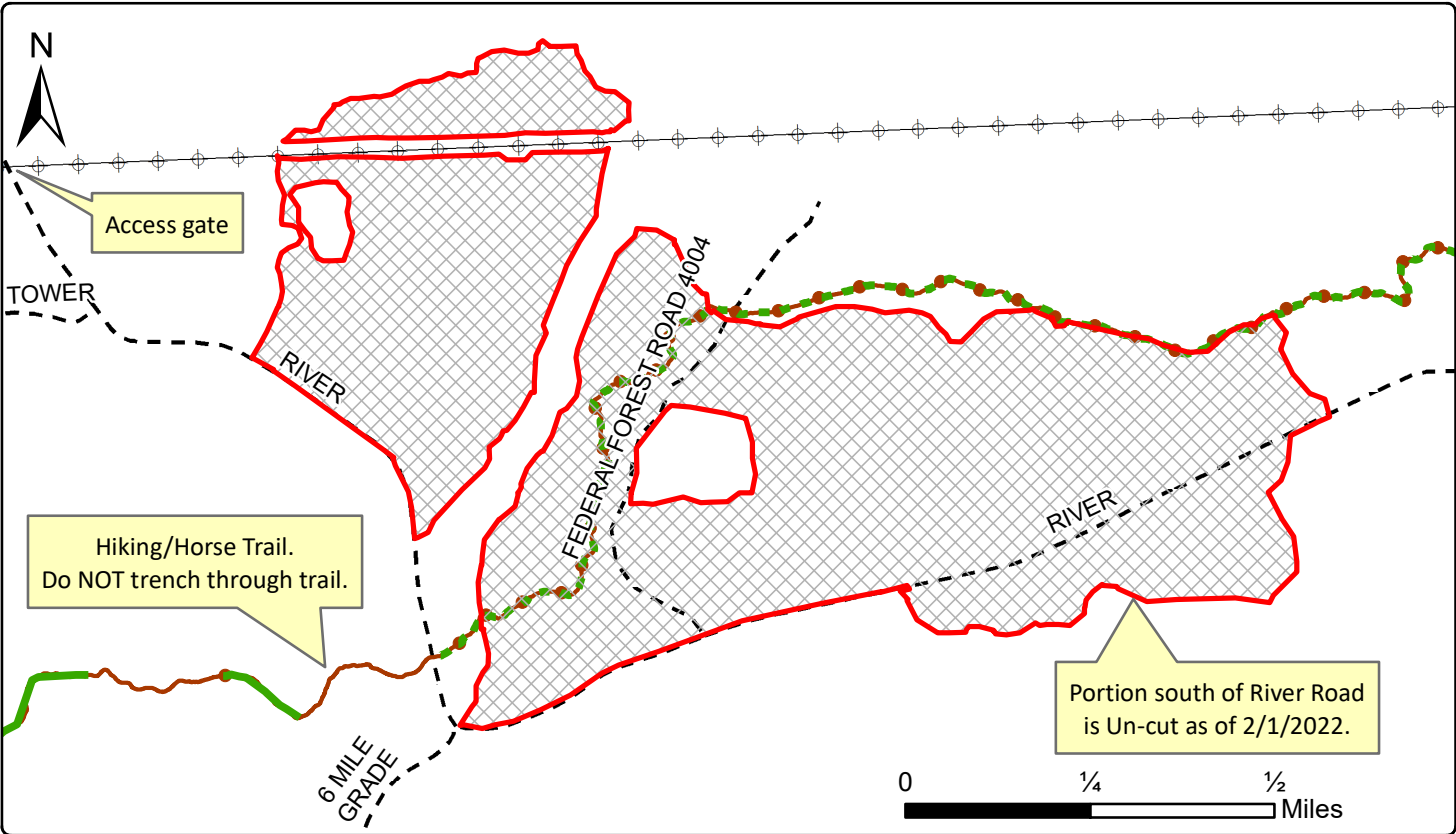 N
Access gate
TOWER
RIVER
FEDERAL FOREST ROAD 4004
RIVER
Hiking/Horse Trail.
Do NOT trench through trail.
Portion south of River Road
is Un-cut as of 2/1/2022.
6 MILE
GRADE
0 ¼ ½
Miles